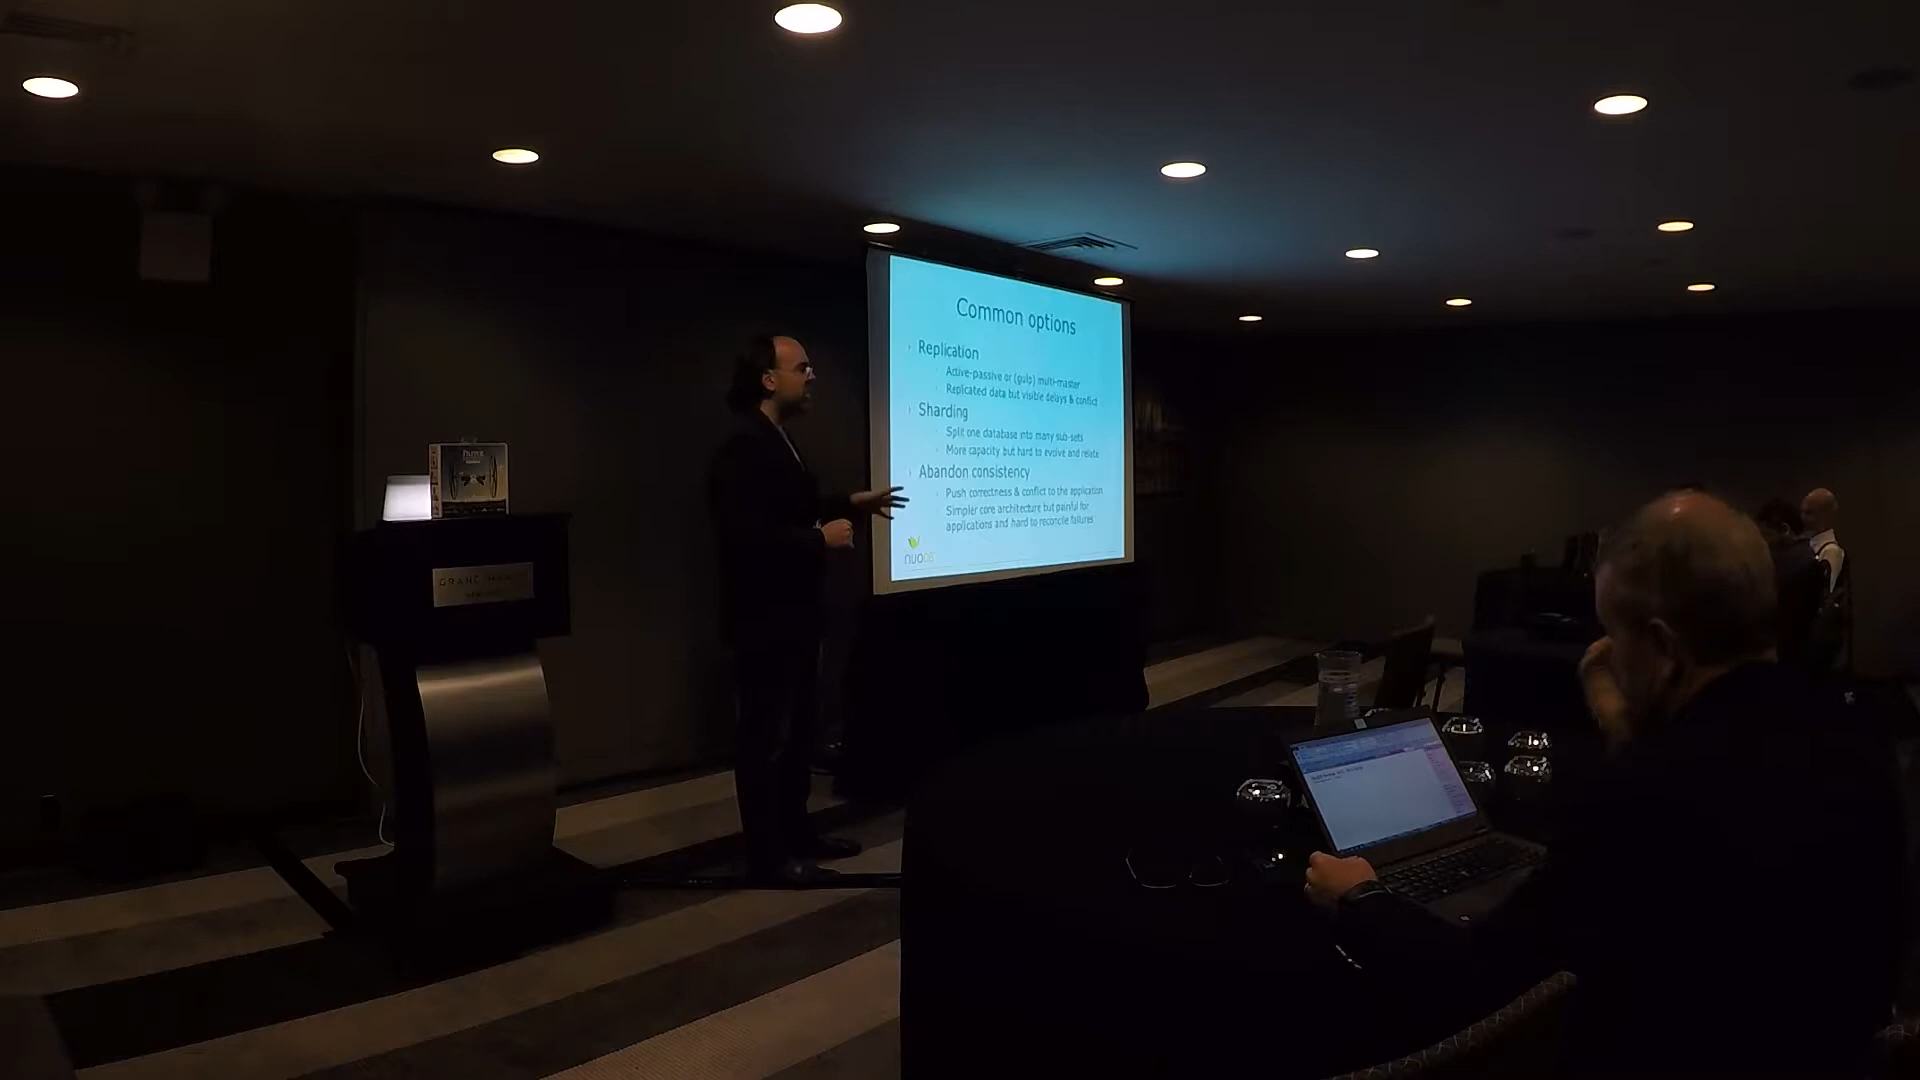 Common options
Replication
Active-passive or (gulp) multi-master
Replicated data but visible delays & conflict
Sharding
Split one database into many sub-sets
More capacity but hard to evolve and relate
Abandon consistency
Push correctness & conflict to the application
Simpler core architecture but painful for
applications and hard to reconcile failures
nuoDB
GRAND